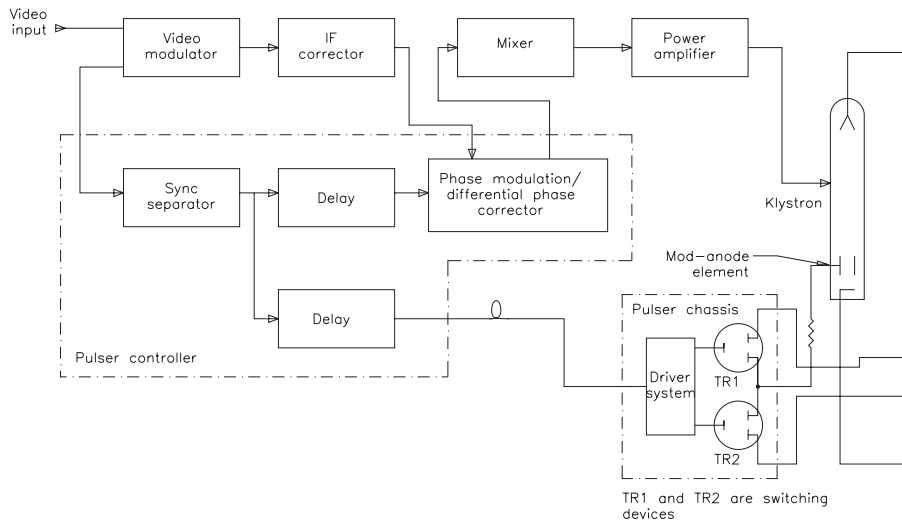 Video
input
Video
modulator
IF
corrector
Mixer
Power
amplifier
Sync
separator
Delay
Phase modulation/
differential phase
corrector
Klystron
Mod-anode
element
Delay
Pulser controller
Pulser chassis
Driver
system
TR1
TR2
TR1 and TR2 are switching
devices